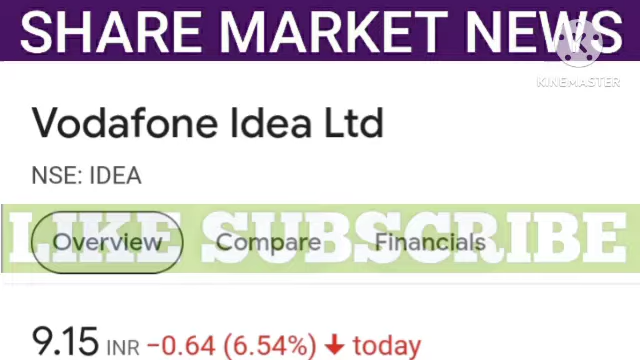 SHARE MARKET NEWS
KINEMASTER
Vodafone Idea Ltd
NSE: IDEA
LIKE SUBSCRIBE
Overview Compare Financials
9.15 INR −0.64 (6.54%) ↓ today